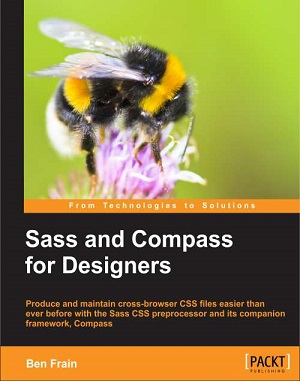 From Technologies to Solutions
Sass and Compass
for Designers
Produce and maintain cross-browser CSS files easier than
ever before with the Sass CSS preprocessor and its companion
framework, Compass
Ben Frain
[PACKT]
PUBLISHING